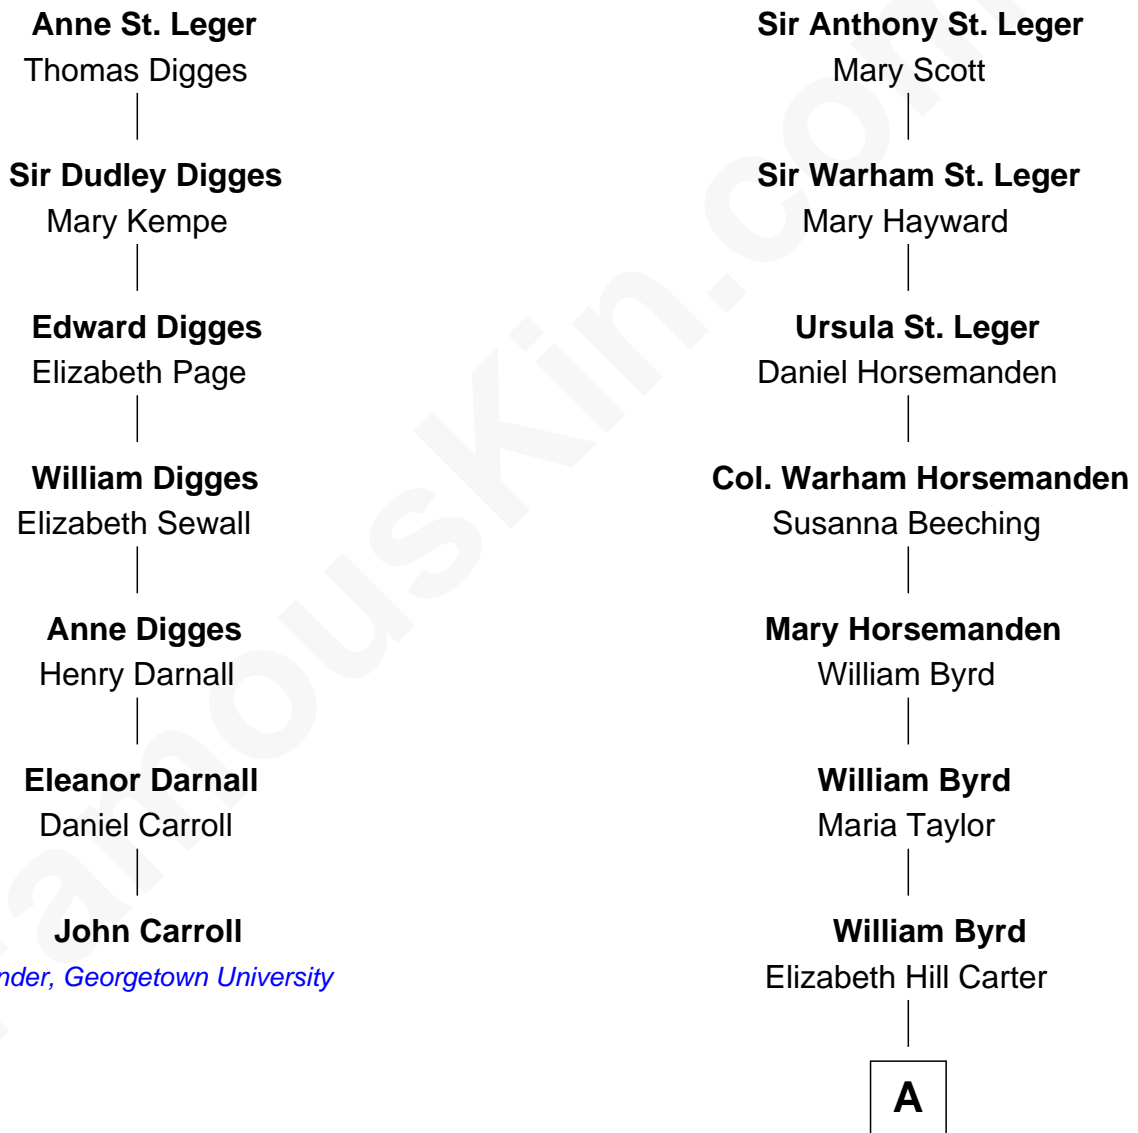 Anne St. Leger
Thomas Digges
Sir Dudley Digges
Mary Kempe
Edward Digges
Elizabeth Page
William Digges
Elizabeth Sewall
Anne Digges
Henry Darnall
Eleanor Darnall
Daniel Carroll
John Carroll
nder, Georgetown University
Sir Anthony St. Leger
Mary Scott
Sir Warham St. Leger
Mary Hayward
Ursula St. Leger
Daniel Horsemanden
Col. Warham Horsemanden
Susanna Beeching
Mary Horsemanden
William Byrd
William Byrd
Maria Taylor
William Byrd
Elizabeth Hill Carter
A
FamousKin.com